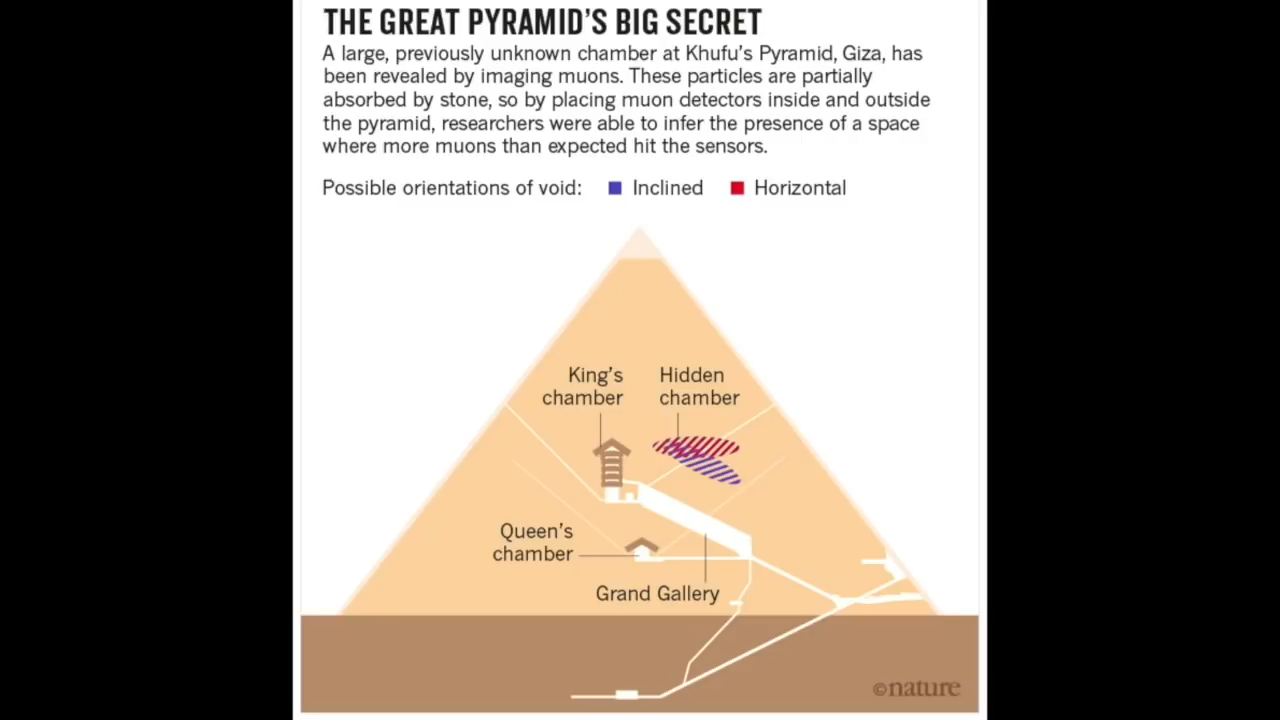 THE GREAT PYRAMID'S BIG SECRET
A large, previously unknown chamber at Khufu's Pyramid, Giza, has
been revealed by imaging muons. These particles are partially
absorbed by stone, so by placing muon detectors inside and outside
the pyramid, researchers were able to infer the presence of a space
where more muons than expected hit the sensors.
Possible orientations of void: Inclined Horizontal
King's
chamber
Hidden
chamber
Queen's
chamber
Grand Gallery
©nature